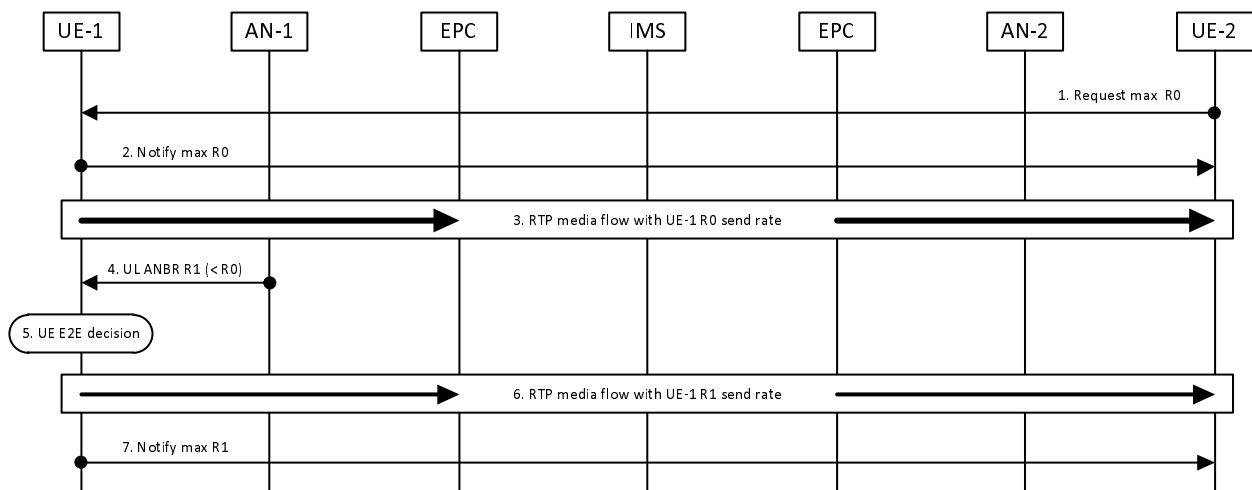 UE-1
AN-1
EPC
IMS
EPC
AN-2
UE-2
1. Request max R0
2. Notify max R0
3. RTP media flow with UE-1 R0 send rate
4. UL ANBR R1 (< R0)
5. UE E2E decision
6. RTP media flow with UE-1 R1 send rate
7. Notify max R1